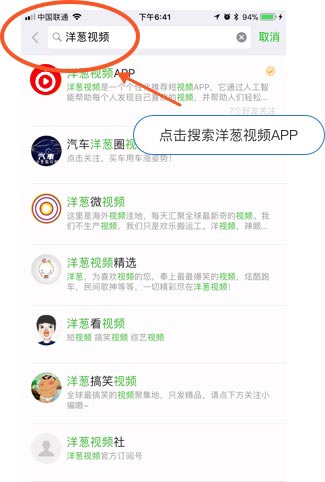 中国联通 下午6:41 94%
洋葱视频 取消
洋葱视频APP
洋葱视频是一个个性化推荐短视频APP，它通过人工智
能帮助每个人发现自己喜欢的视频，并帮助人们轻松...
7个好友关注
点击搜索洋葱视频APP
汽车洋葱圈视频
点击关注，买车用车涨姿势！
洋葱微视频
这里是海外视频洼地，每天汇聚全球最新奇的视频。我
们不生产视频，我们只是欢乐搬运工。洋视频，辣眼...
洋葱视频精选
洋葱，为喜欢视频的您，奉上最最爆笑的视频，炫酷跑
车，民间歌神等等，一切精彩尽在洋葱视频！
洋葱看视频
短视频 搞笑视频 综艺视频
洋葱搞笑视频
全球最搞笑的视频聚集地，只发精品，请点下方关注小
编哦~
洋葱视频社
洋葱视频官方订阅号